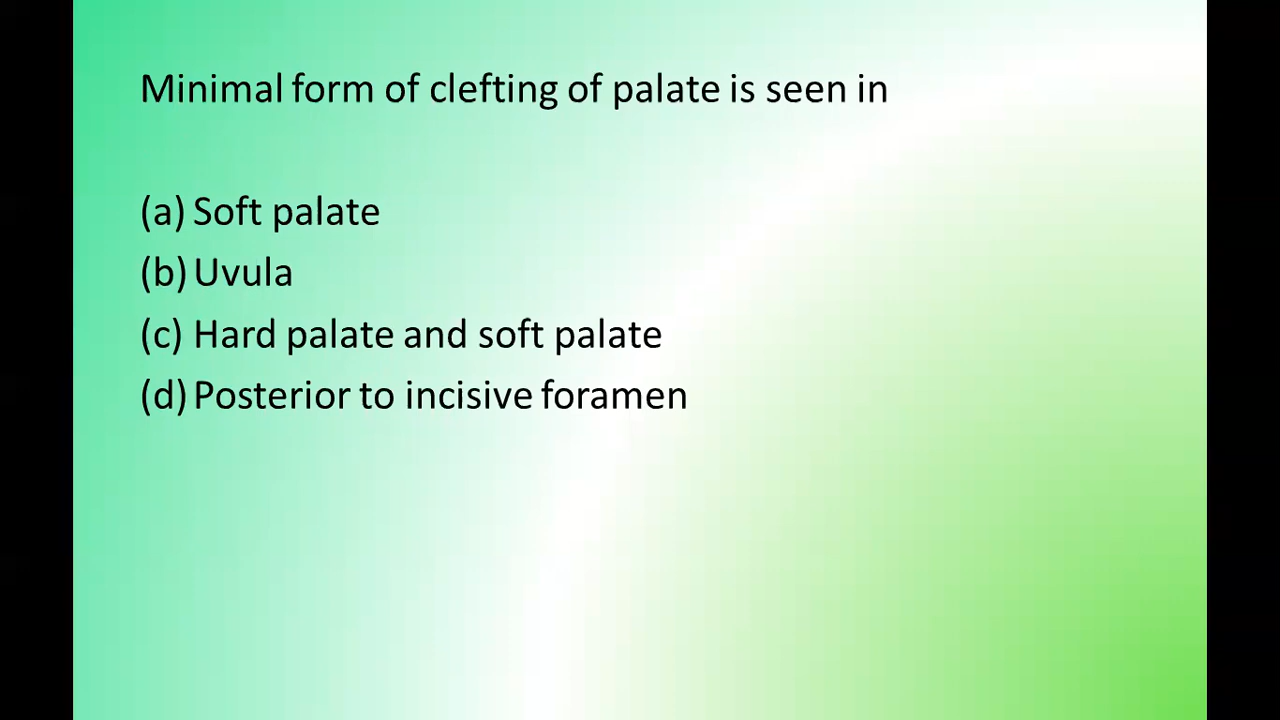 Minimal form of clefting of palate is seen in
(a) Soft palate
(b) Uvula
(c) Hard palate and soft palate
(d) Posterior to incisive foramen